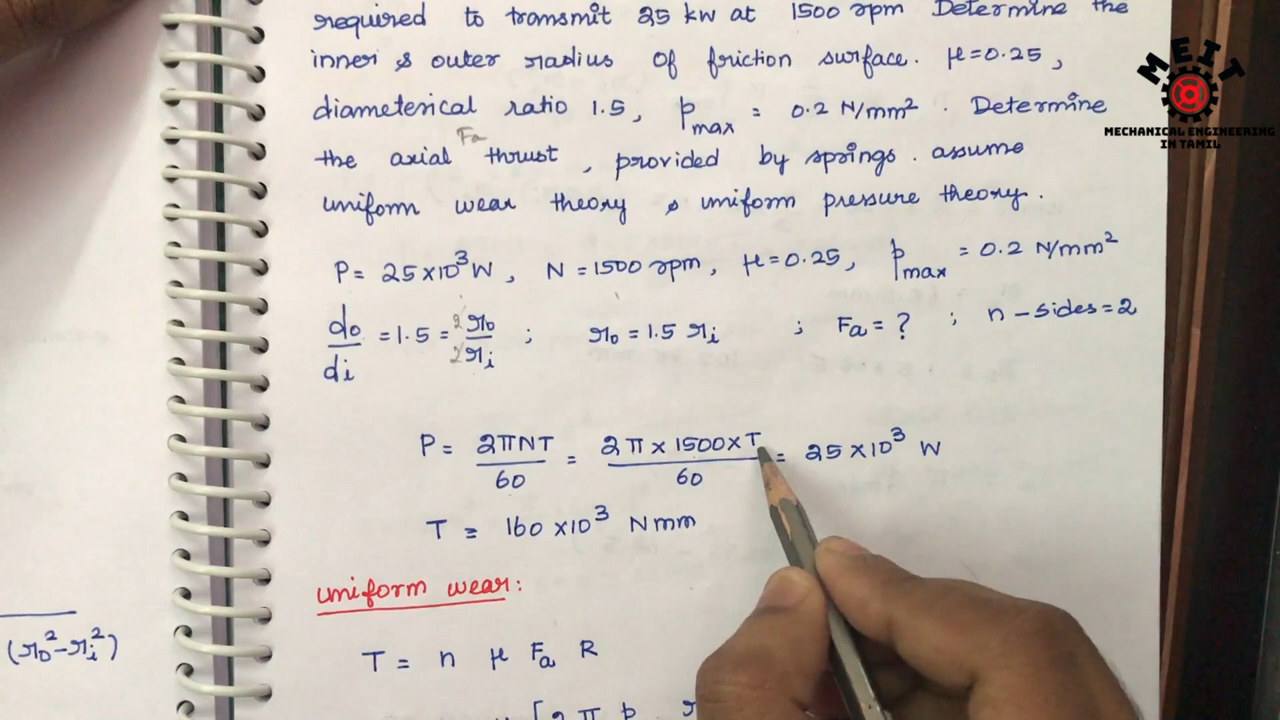 required to transmit 25 kw at 1500 rpm Determine the
inner & outer radius of friction surface. μ=0.25,
diameterical ratio 1.5, pmax = 0.2 N/mm². Determine
Fa
the axial thrust, provided by springs. assume
uniform wear theory & uniform pressure theory.
P= 25×10³W, N=1500 rpm, μ=0.25, pmax = 0.2 N/mm²
do/di = 1.5 = 2ro/2ri ; ro = 1.5 ri ; Fa = ? ; n-sides=2
P= 2πNT/60 = 2π×1500×T/60 = 25×10³ W
T = 160×10³ Nmm
uniform wear:
T = n μ Fa R
(ro²-ri²)
MEIT
MECHANICAL ENGINEERING
IN TAMIL